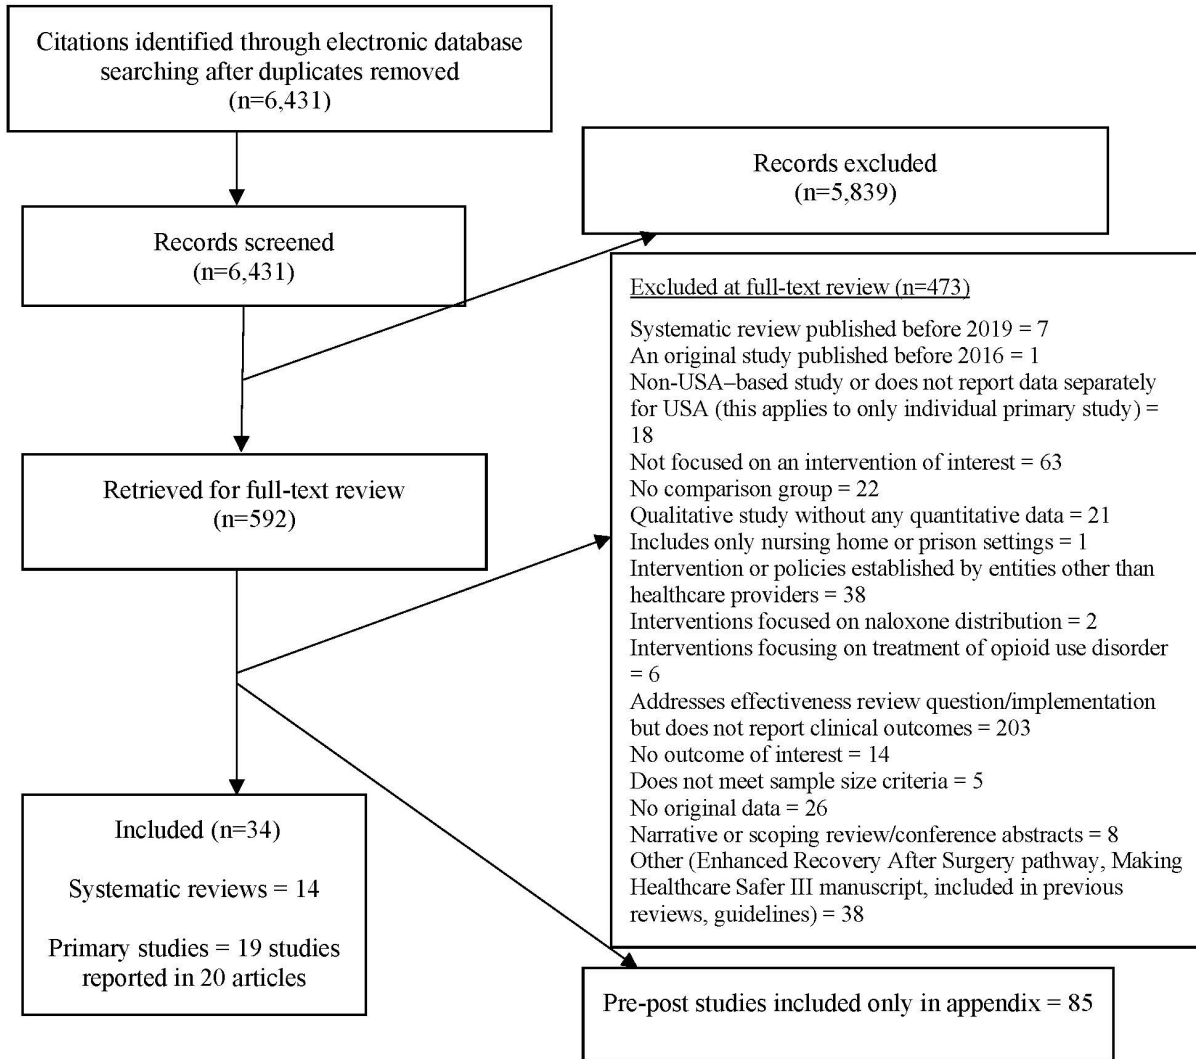 Citations identified through electronic database
searching after duplicates removed
(n=6,431)
Records excluded
(n=5,839)
Records screened
(n=6,431)
Excluded at full-text review (n=473)
Systematic review published before 2019 = 7
An original study published before 2016 = 1
Non-USA–based study or does not report data separately
for USA (this applies to only individual primary study) =
18
Not focused on an intervention of interest = 63
No comparison group = 22
Qualitative study without any quantitative data = 21
Includes only nursing home or prison settings = 1
Intervention or policies established by entities other than
healthcare providers = 38
Interventions focused on naloxone distribution = 2
Interventions focusing on treatment of opioid use disorder
= 6
Addresses effectiveness review question/implementation
but does not report clinical outcomes = 203
No outcome of interest = 14
Does not meet sample size criteria = 5
No original data = 26
Narrative or scoping review/conference abstracts = 8
Other (Enhanced Recovery After Surgery pathway, Making
Healthcare Safer III manuscript, included in previous
reviews, guidelines) = 38
Retrieved for full-text review
(n=592)
Included (n=34)
Systematic reviews = 14
Primary studies = 19 studies
reported in 20 articles
Pre-post studies included only in appendix = 85